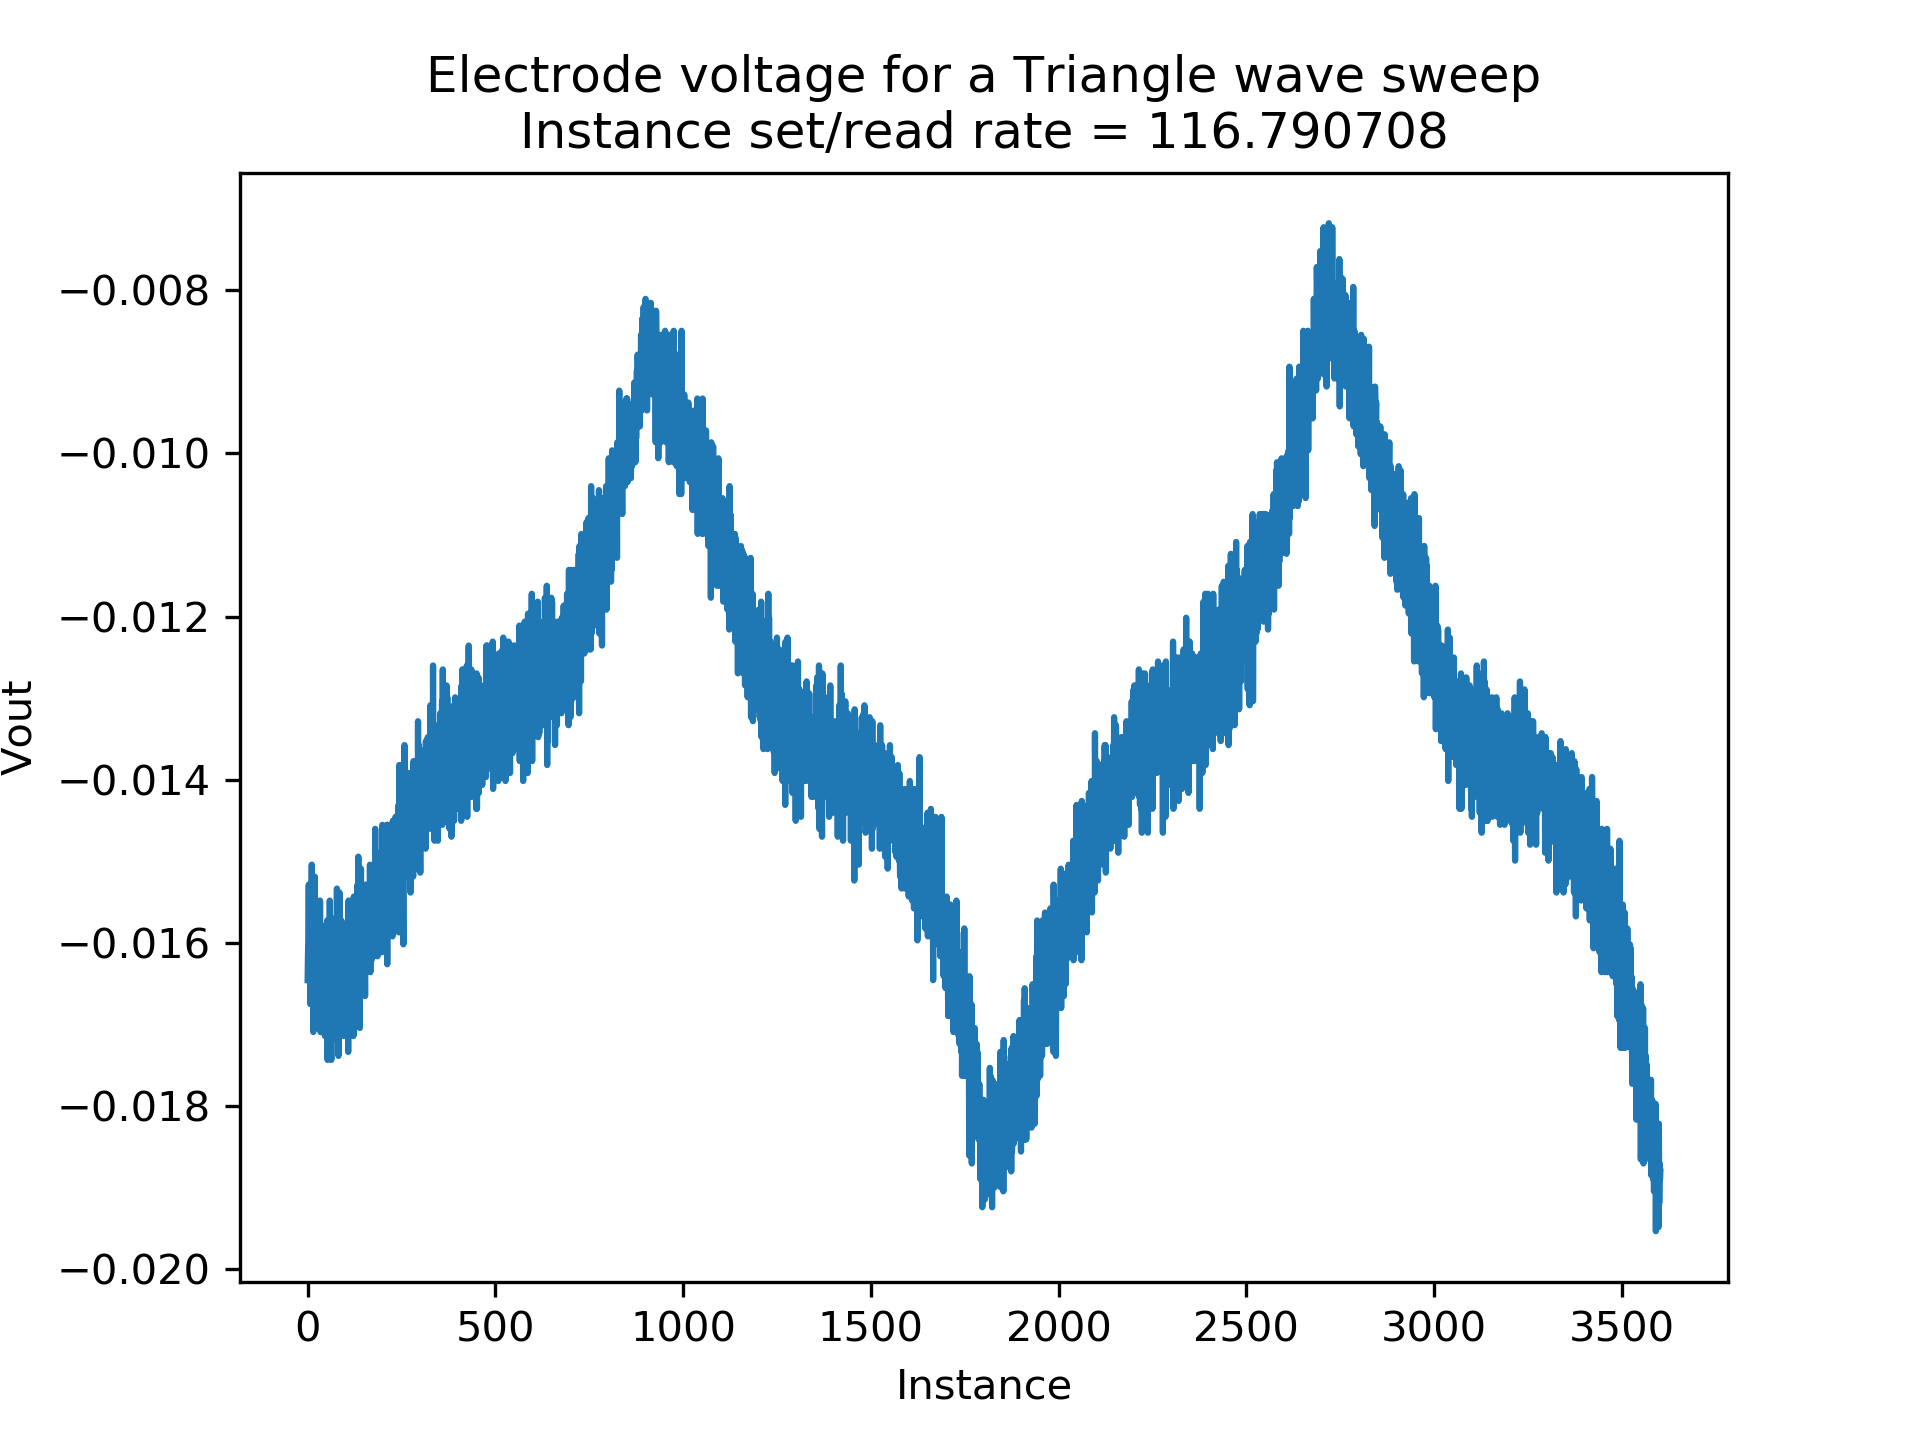 Electrode voltage for a Triangle wave sweep
Instance set/read rate = 116.790708
Vout
−0.008
−0.010
−0.012
−0.014
−0.016
−0.018
−0.020
0 500 1000 1500 2000 2500 3000 3500
Instance